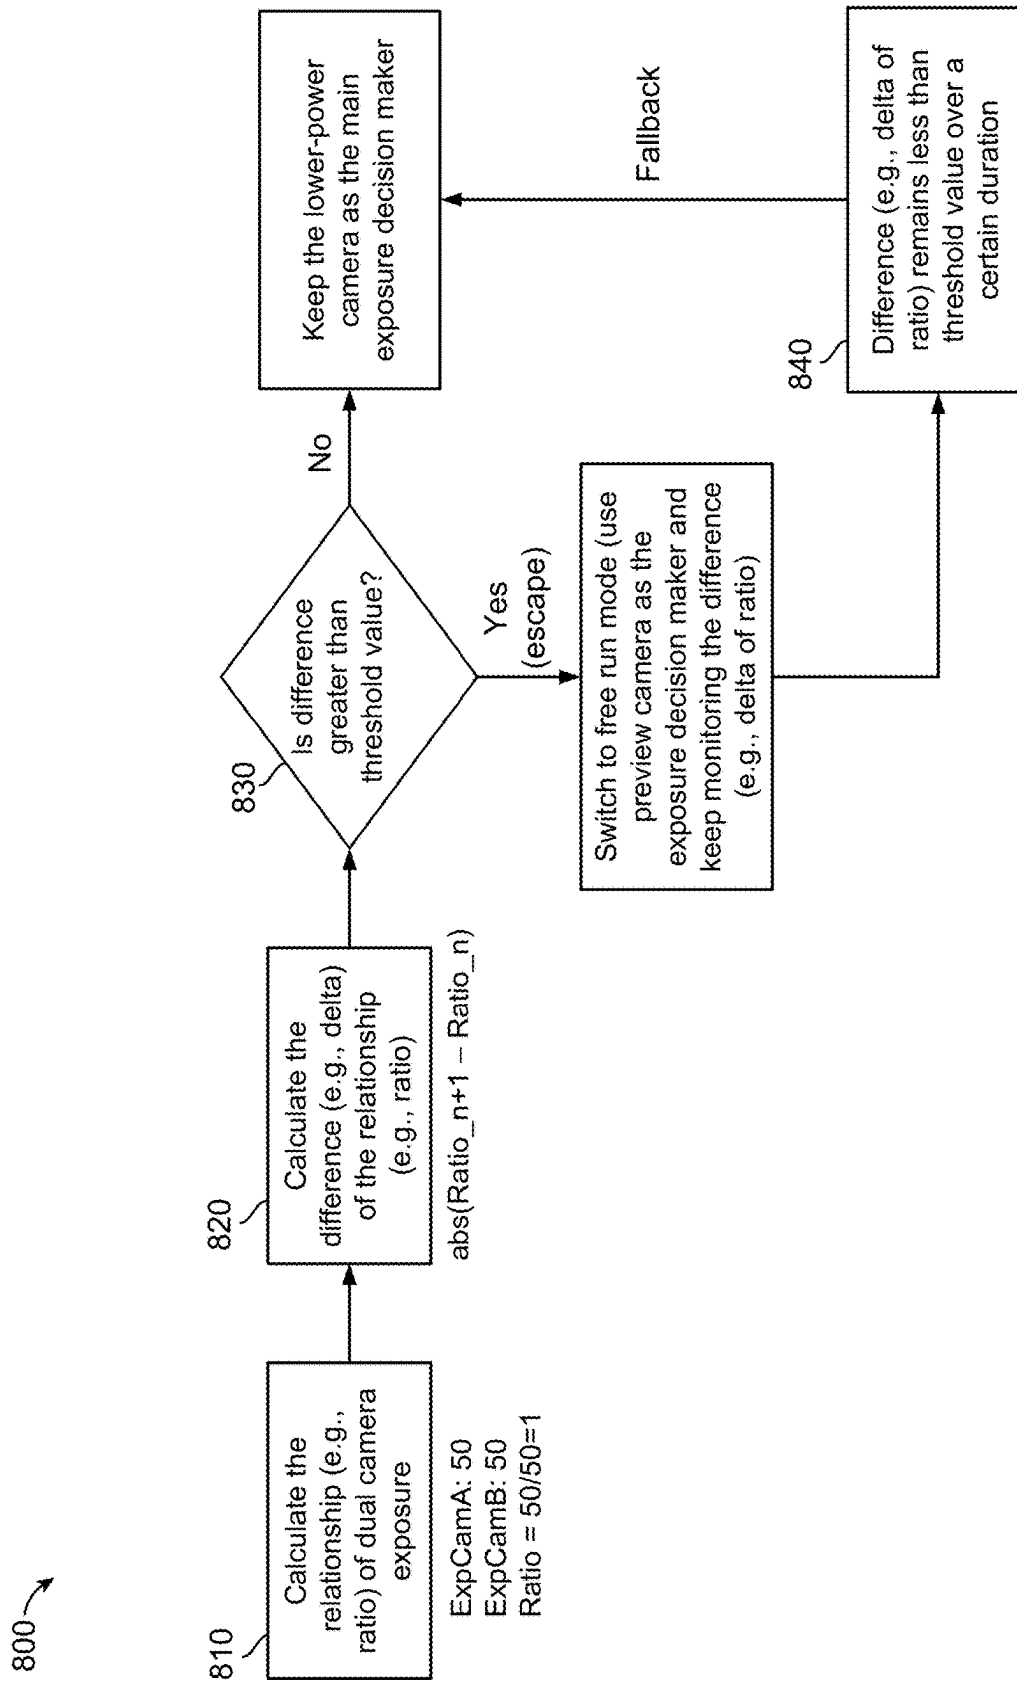 800
810
Calculate the
relationship (e.g.,
ratio) of dual camera
exposure
ExpCamA: 50
ExpCamB: 50
Ratio = 50/50=1
820
Calculate the
difference (e.g., delta)
of the relationship
(e.g., ratio)
abs(Ratio_n+1 – Ratio_n)
830
Is difference
greater than
threshold value?
No
Keep the lower-power
camera as the main
exposure decision maker
Yes
(escape)
Switch to free run mode (use
preview camera as the
exposure decision maker and
keep monitoring the difference
(e.g., delta of ratio)
840
Difference (e.g., delta of
ratio) remains less than
threshold value over a
certain duration
Fallback